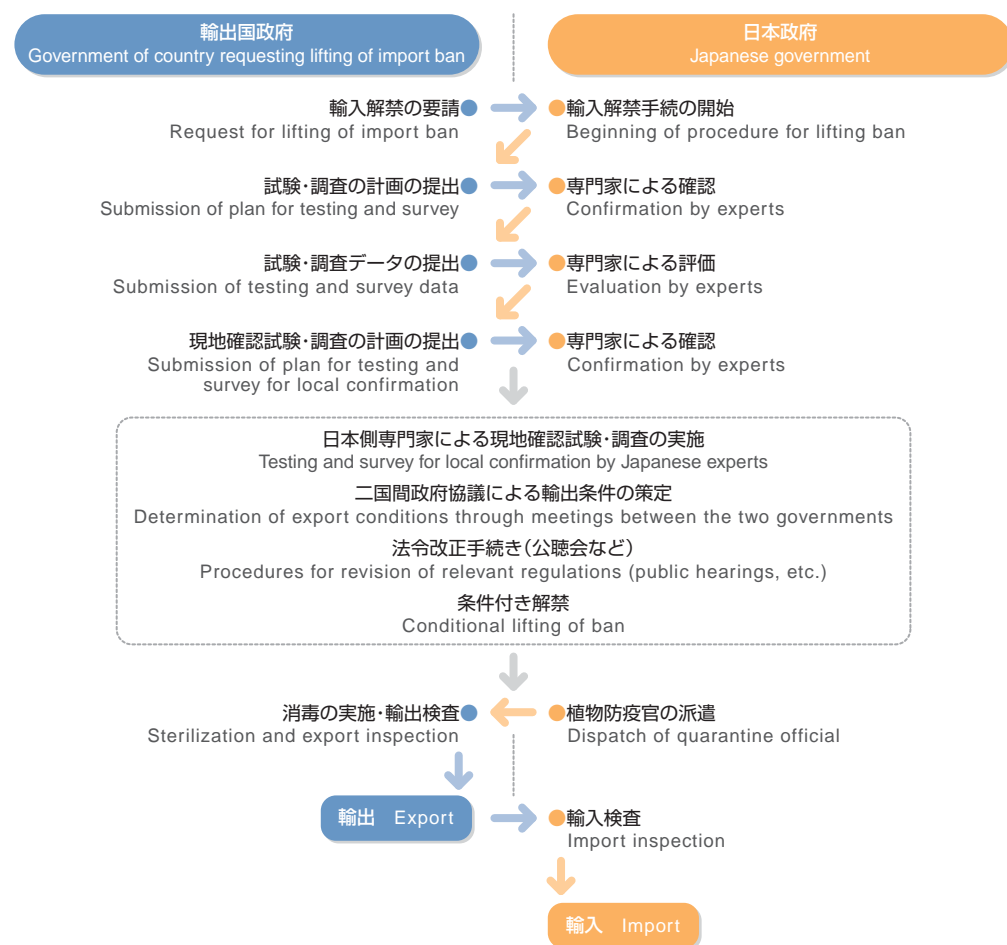 輸出国政府
Government of country requesting lifting of import ban
日本政府
Japanese government
輸入解禁の要請
Request for lifting of import ban
輸入解禁手続の開始
Beginning of procedure for lifting ban
試験・調査の計画の提出
Submission of plan for testing and survey
専門家による確認
Confirmation by experts
試験・調査データの提出
Submission of testing and survey data
専門家による評価
Evaluation by experts
現地確認試験・調査の計画の提出
Submission of plan for testing and
survey for local confirmation
専門家による確認
Confirmation by experts
日本側専門家による現地確認試験・調査の実施
Testing and survey for local confirmation by Japanese experts
二国間政府協議による輸出条件の策定
Determination of export conditions through meetings between the two governments
法令改正手続き（公聴会など）
Procedures for revision of relevant regulations (public hearings, etc.)
条件付き解禁
Conditional lifting of ban
消毒の実施・輸出検査
Sterilization and export inspection
植物防疫官の派遣
Dispatch of quarantine official
輸出 Export
輸入検査
Import inspection
輸入 Import